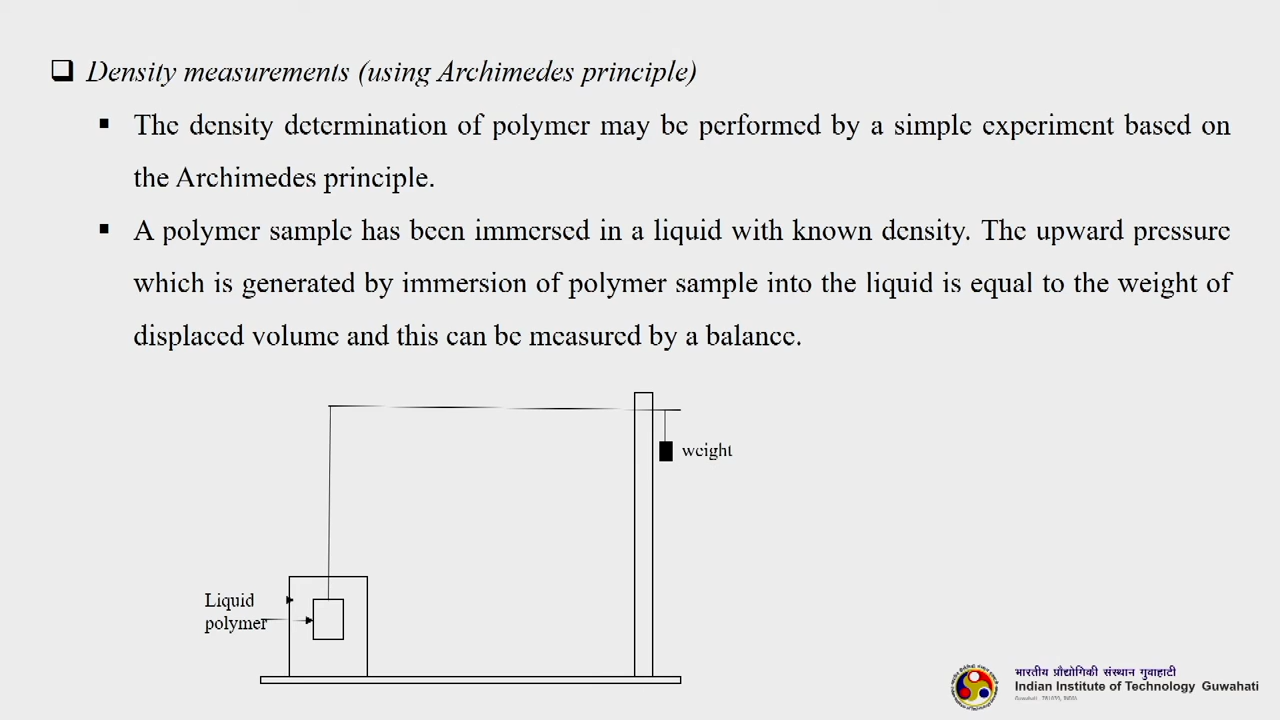 Density measurements (using Archimedes principle)
The density determination of polymer may be performed by a simple experiment based on
the Archimedes principle.
A polymer sample has been immersed in a liquid with known density. The upward pressure
which is generated by immersion of polymer sample into the liquid is equal to the weight of
displaced volume and this can be measured by a balance.
weight
Liquid
polymer
भारतीय प्रौद्योगिकी संस्थान गुवाहाटी
Indian Institute of Technology Guwahati